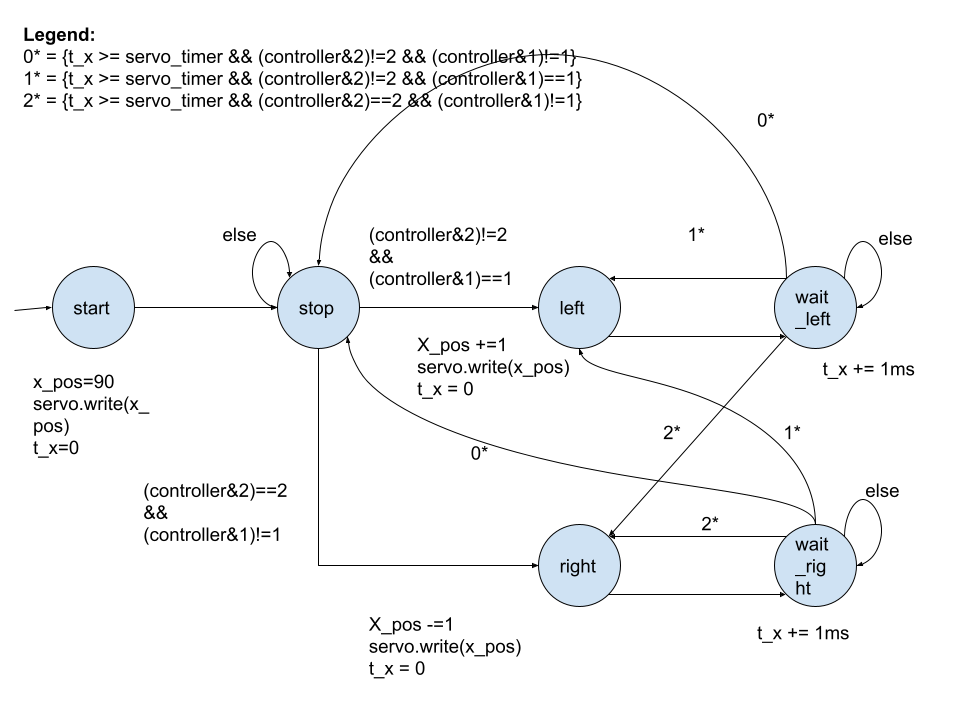 Legend:
0* = {t_x >= servo_timer && (controller&2)!=2 && (controller&1)!=1}
1* = {t_x >= servo_timer && (controller&2)!=2 && (controller&1)==1}
2* = {t_x >= servo_timer && (controller&2)==2 && (controller&1)!=1}
0*
else
(controller&2)!=2
&&
(controller&1)==1
1*
else
start
stop
left
wait
_left
X_pos +=1
servo.write(x_pos)
t_x = 0
t_x += 1ms
x_pos=90
servo.write(x_
pos)
t_x=0
0*
2*
1*
(controller&2)==2
&&
(controller&1)!=1
else
2*
right
wait
_rig
ht
X_pos -=1
servo.write(x_pos)
t_x = 0
t_x += 1ms